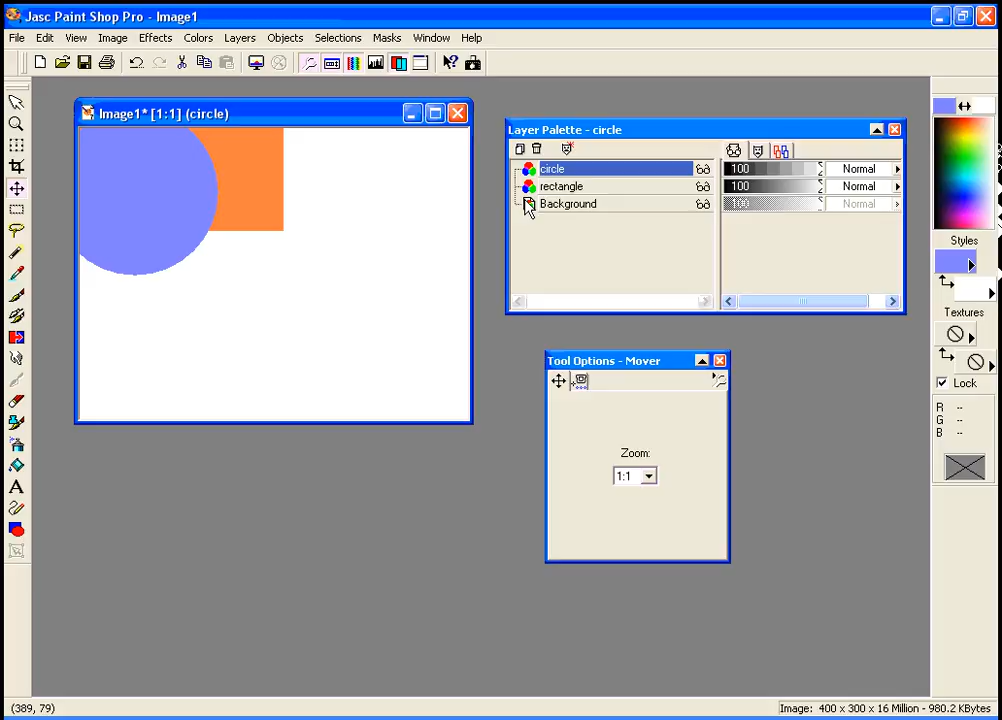 Jasc Paint Shop Pro - Image1
File Edit View Image Effects Colors Layers Objects Selections Masks Window Help
Image1* [1:1] (circle)
Layer Palette - circle
circle 100 Normal
rectangle 100 Normal
Background 100 Normal
Styles
Textures
Lock
R --
G --
B --
Tool Options - Mover
Zoom:
1:1
A
(389, 79)
Image: 400 x 300 x 16 Million - 980.2 KBytes